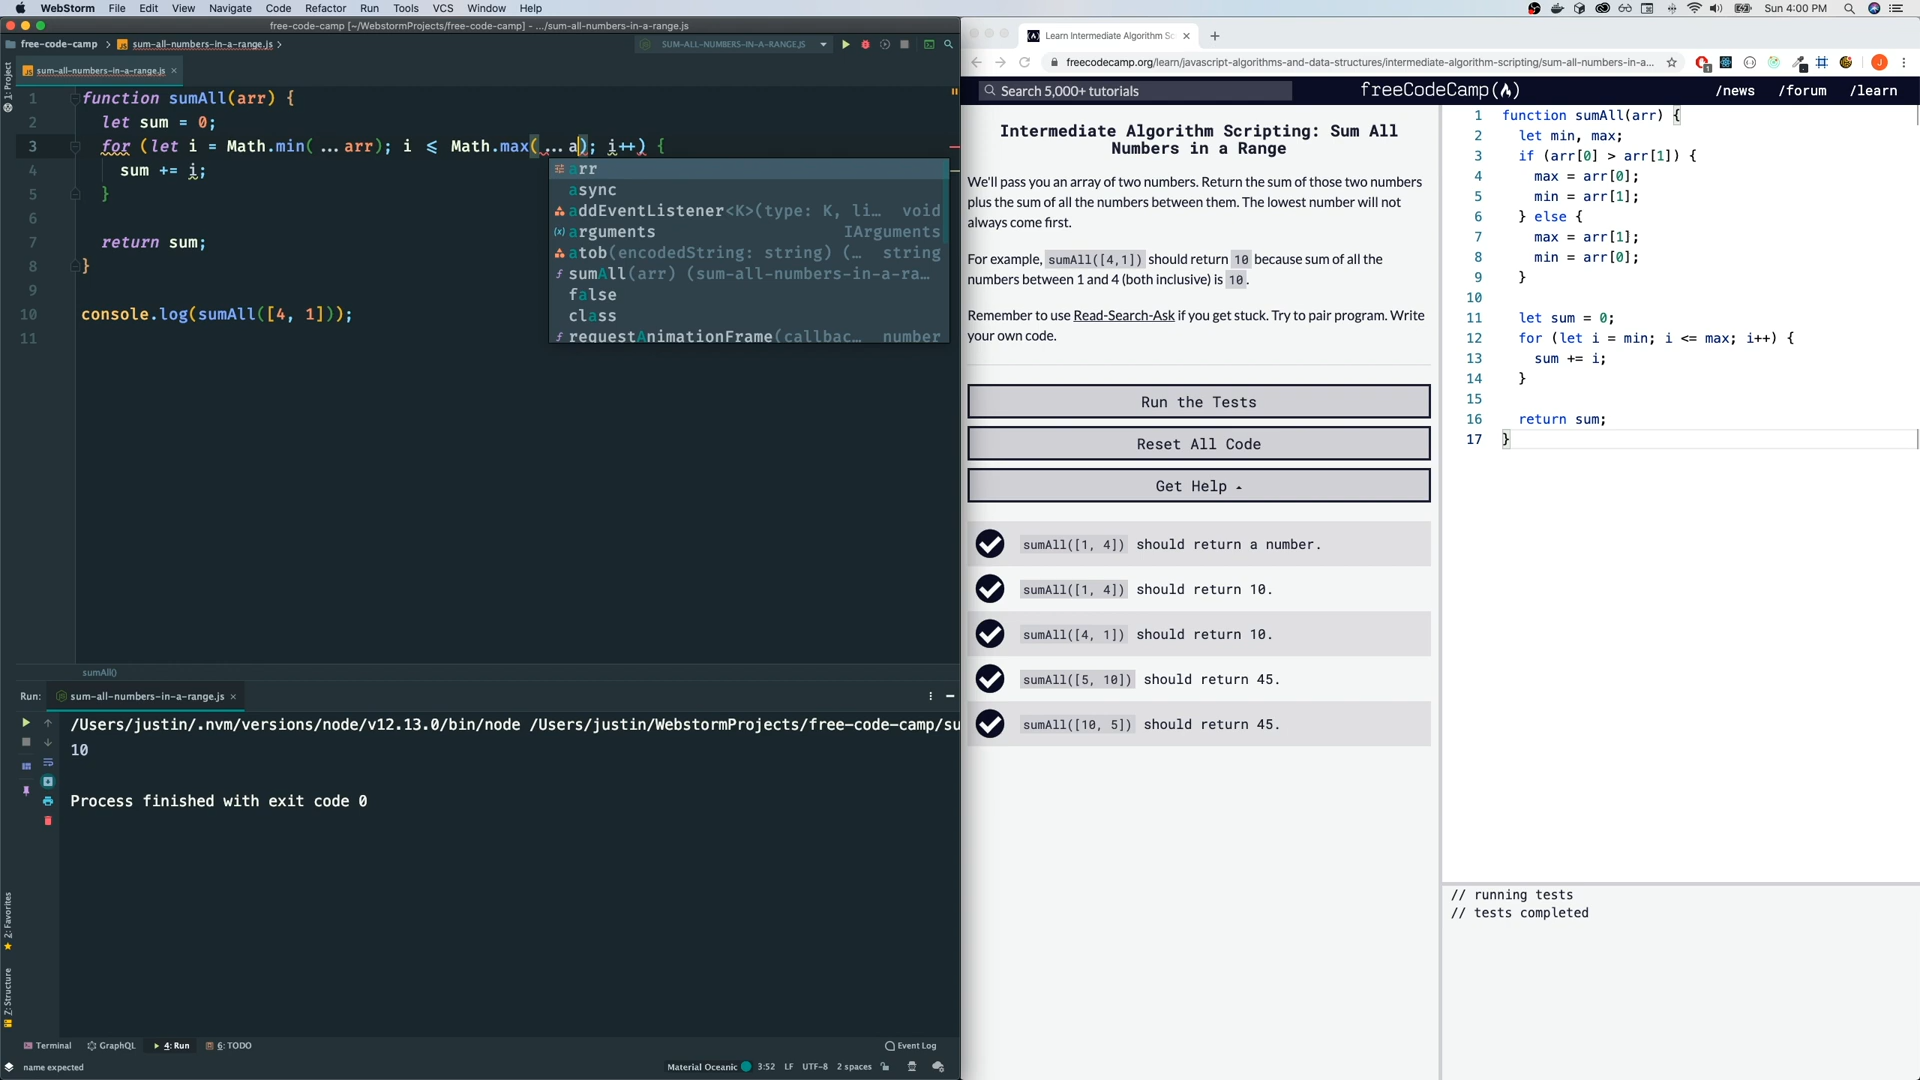 WebStorm File Edit View Navigate Code Refactor Run Tools VCS Window Help
Sun 4:00 PM
free-code-camp [~/WebstormProjects/free-code-camp] - .../sum-all-numbers-in-a-range.js
free-code-camp sum-all-numbers-in-a-range.js
SUM-ALL-NUMBERS-IN-A-RANGE.JS
sum-all-numbers-in-a-range.js
1: Project
1 function sumAll(arr) {
2 let sum = 0;
3 for (let i = Math.min(...arr); i <= Math.max(...a); i++) {
4 sum += i;
5 }
6
7 return sum;
8 }
9
10 console.log(sumAll([4, 1]));
11
arr
async
addEventListener<K>(type: K, li... void
arguments IArguments
atob(encodedString: string) (... string
sumAll(arr) (sum-all-numbers-in-a-ra...
false
class
requestAnimationFrame(callbac... number
sumAll()
Run: sum-all-numbers-in-a-range.js
/Users/justin/.nvm/versions/node/v12.13.0/bin/node /Users/justin/WebstormProjects/free-code-camp/su
10
Process finished with exit code 0
2: Favorites
7: Structure
Terminal GraphQL 4: Run 6: TODO
Event Log
name expected
Material Oceanic 3:52 LF UTF-8 2 spaces
Learn Intermediate Algorithm Sc
freecodecamp.org/learn/javascript-algorithms-and-data-structures/intermediate-algorithm-scripting/sum-all-numbers-in-a...
J
Search 5,000+ tutorials
freeCodeCamp
/news /forum /learn
Intermediate Algorithm Scripting: Sum All
Numbers in a Range
We'll pass you an array of two numbers. Return the sum of those two numbers
plus the sum of all the numbers between them. The lowest number will not
always come first.
For example, sumAll([4,1]) should return 10 because sum of all the
numbers between 1 and 4 (both inclusive) is 10.
Remember to use Read-Search-Ask if you get stuck. Try to pair program. Write
your own code.
Run the Tests
Reset All Code
Get Help
sumAll([1, 4]) should return a number.
sumAll([1, 4]) should return 10.
sumAll([4, 1]) should return 10.
sumAll([5, 10]) should return 45.
sumAll([10, 5]) should return 45.
1 function sumAll(arr) {
2 let min, max;
3 if (arr[0] > arr[1]) {
4 max = arr[0];
5 min = arr[1];
6 } else {
7 max = arr[1];
8 min = arr[0];
9 }
10
11 let sum = 0;
12 for (let i = min; i <= max; i++) {
13 sum += i;
14 }
15
16 return sum;
17 }
// running tests
// tests completed